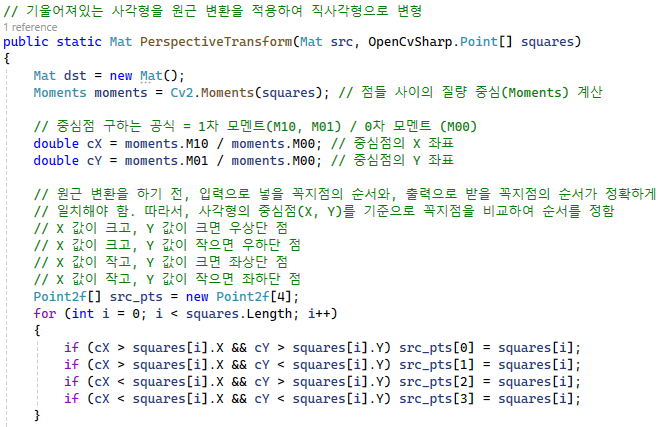 // 기울어져있는 사각형을 원근 변환을 적용하여 직사각형으로 변형
1 reference
public static Mat PerspectiveTransform(Mat src, OpenCvSharp.Point[] squares)
{
    Mat dst = new Mat();
    Moments moments = Cv2.Moments(squares); // 점들 사이의 질량 중심(Moments) 계산

    // 중심점 구하는 공식 = 1차 모멘트(M10, M01) / 0차 모멘트 (M00)
    double cX = moments.M10 / moments.M00; // 중심점의 X 좌표
    double cY = moments.M01 / moments.M00; // 중심점의 Y 좌표

    // 원근 변환을 하기 전, 입력으로 넣을 꼭지점의 순서와, 출력으로 받을 꼭지점의 순서가 정확하게
    // 일치해야 함. 따라서, 사각형의 중심점(X, Y)를 기준으로 꼭지점을 비교하여 순서를 정함
    // X 값이 크고, Y 값이 크면 우상단 점
    // X 값이 크고, Y 값이 작으면 우하단 점
    // X 값이 작고, Y 값이 크면 좌상단 점
    // X 값이 작고, Y 값이 작으면 좌하단 점
    Point2f[] src_pts = new Point2f[4];
    for (int i = 0; i < squares.Length; i++)
    {
        if (cX > squares[i].X && cY > squares[i].Y) src_pts[0] = squares[i];
        if (cX > squares[i].X && cY < squares[i].Y) src_pts[1] = squares[i];
        if (cX < squares[i].X && cY > squares[i].Y) src_pts[2] = squares[i];
        if (cX < squares[i].X && cY < squares[i].Y) src_pts[3] = squares[i];
    }